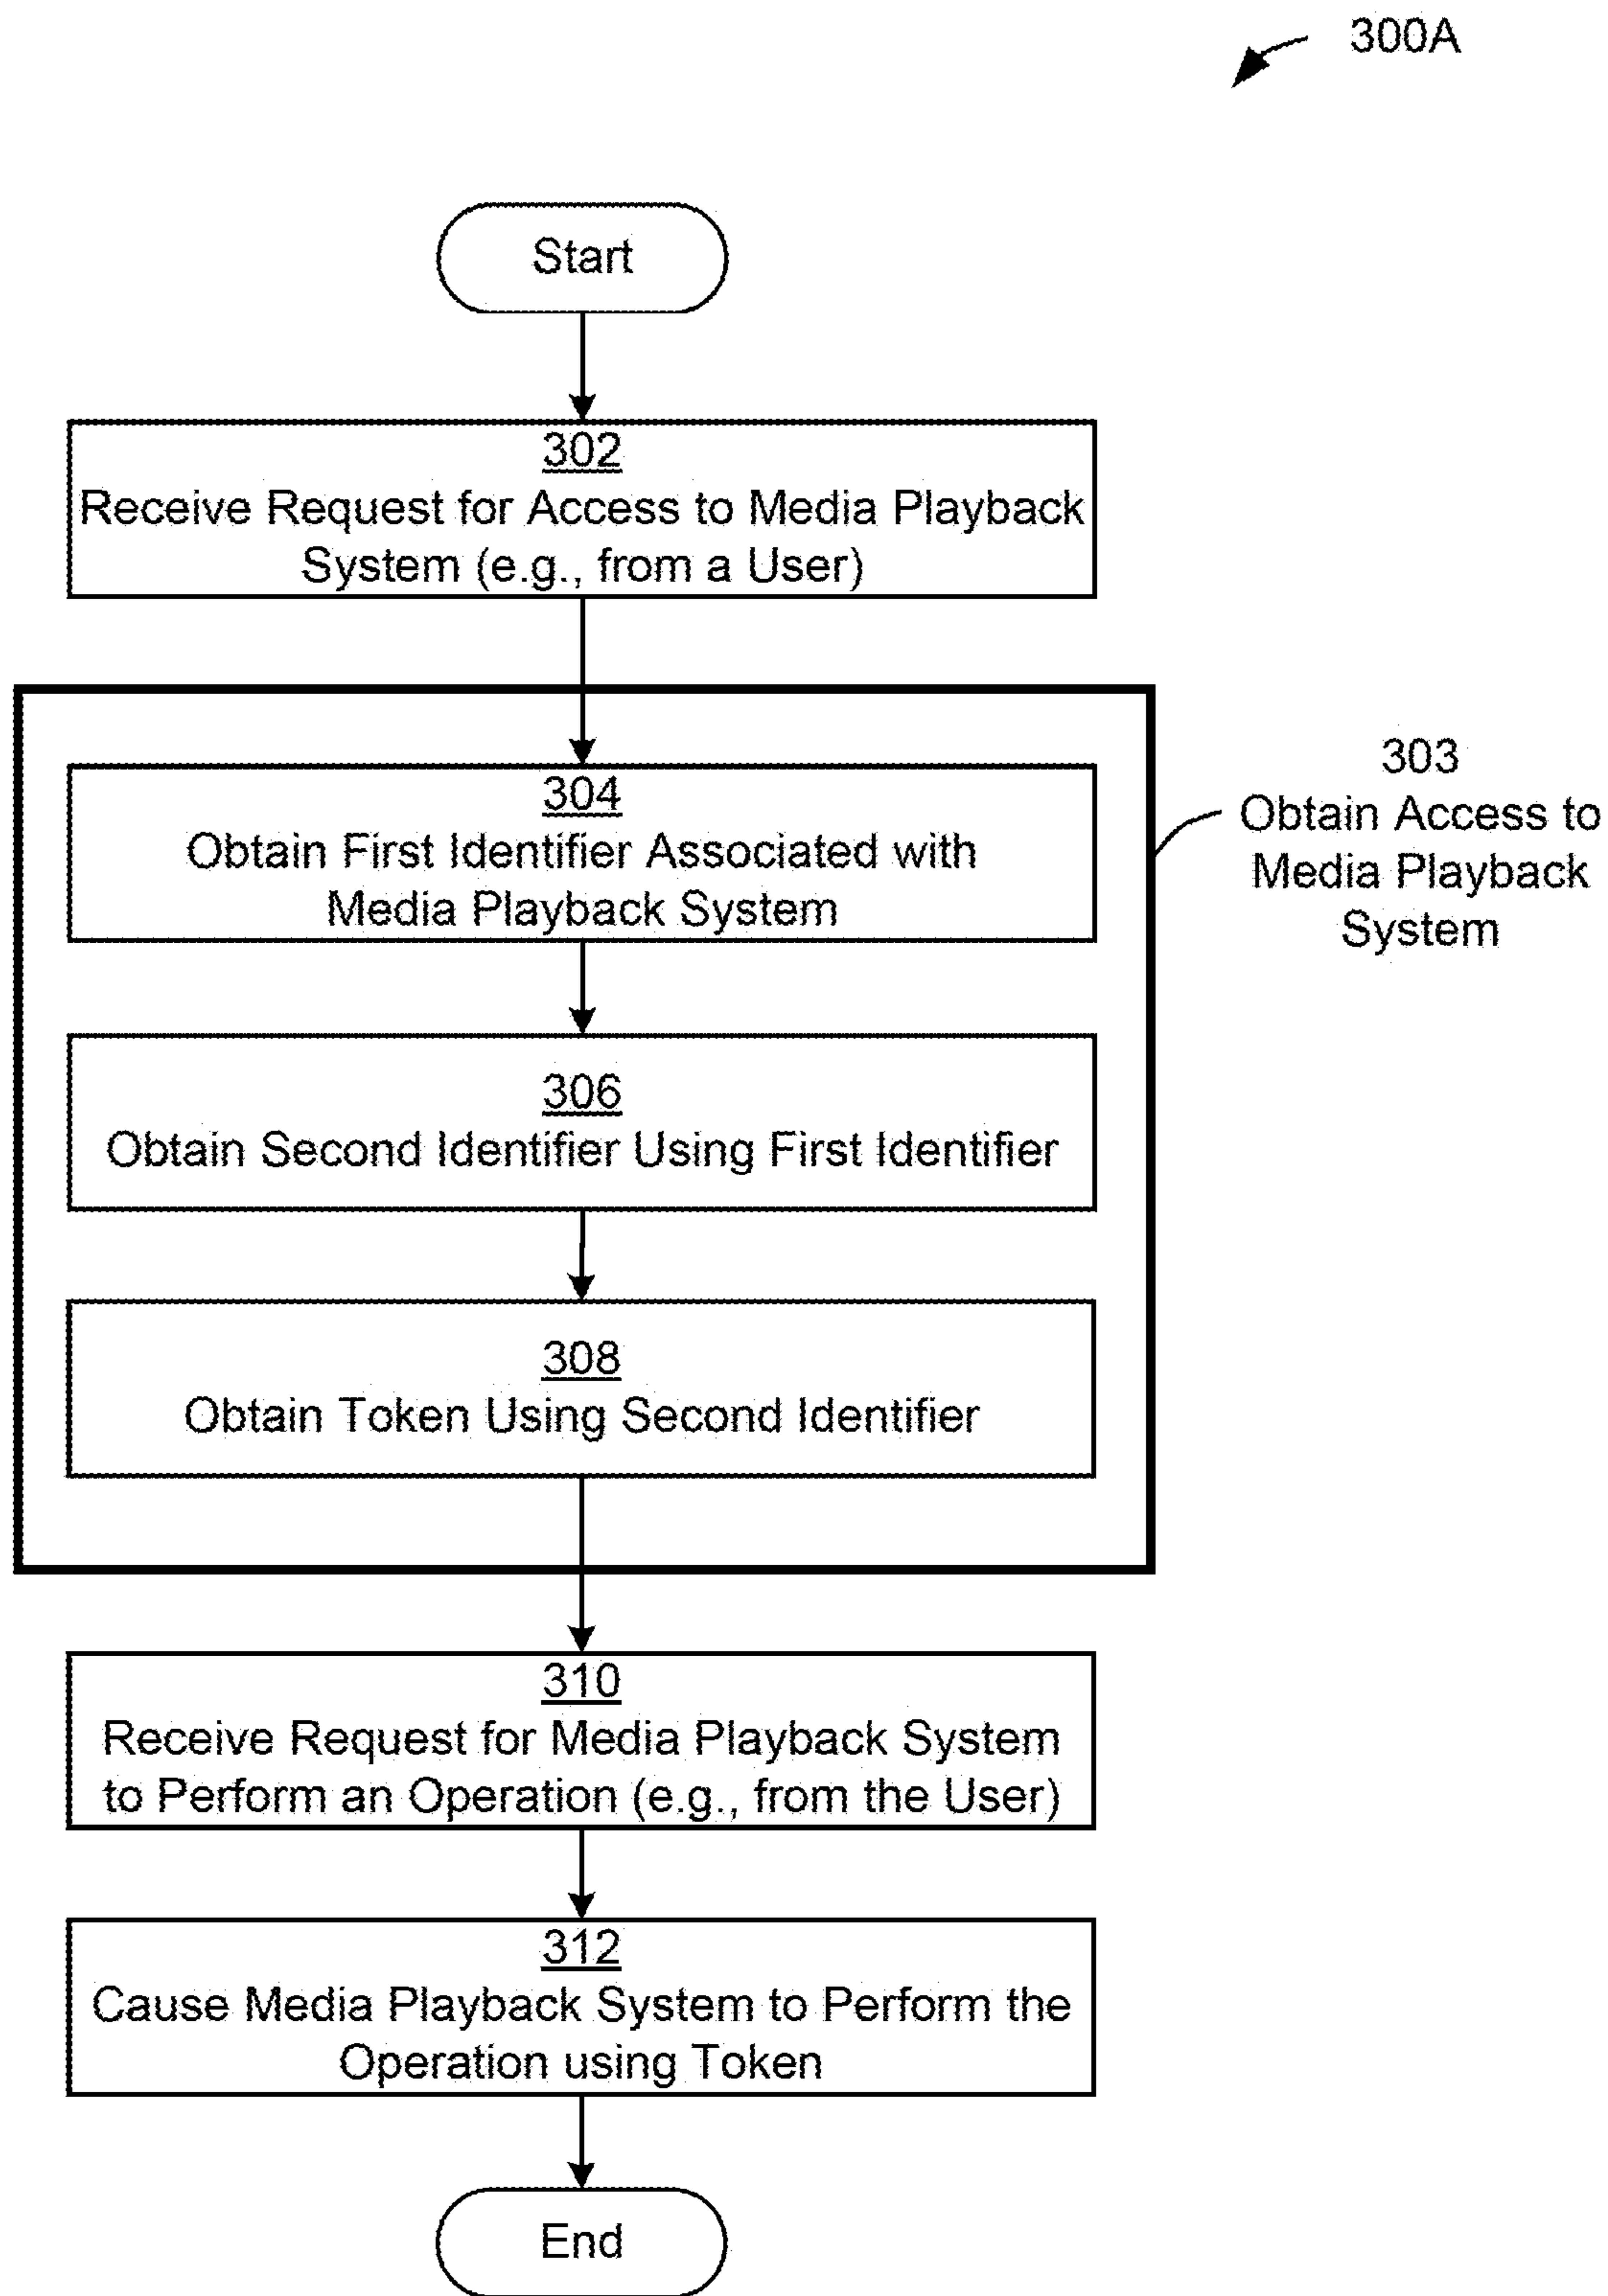 300A
Start
302
Receive Request for Access to Media Playback
System (e.g., from a User)
304
Obtain First Identifier Associated with
Media Playback System
303
Obtain Access to
Media Playback
System
306
Obtain Second Identifier Using First Identifier
308
Obtain Token Using Second Identifier
310
Receive Request for Media Playback System
to Perform an Operation (e.g., from the User)
312
Cause Media Playback System to Perform the
Operation using Token
End